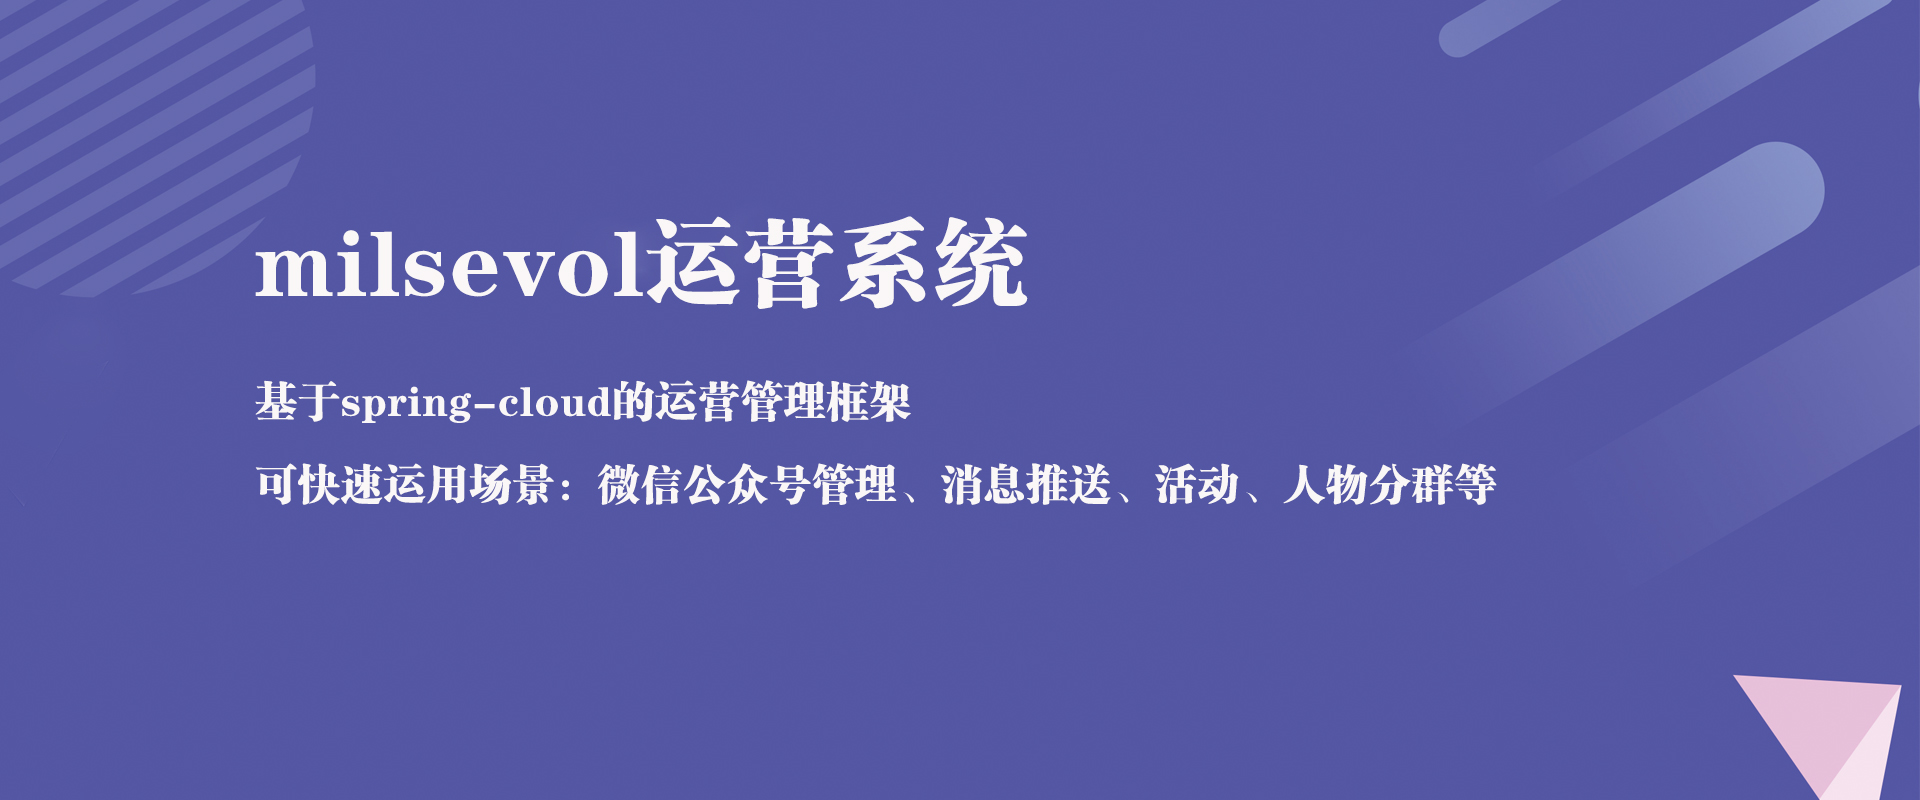 milsevol运营系统
基于spring-cloud的运营管理框架
可快速运用场景：微信公众号管理、消息推送、活动、人物分群等